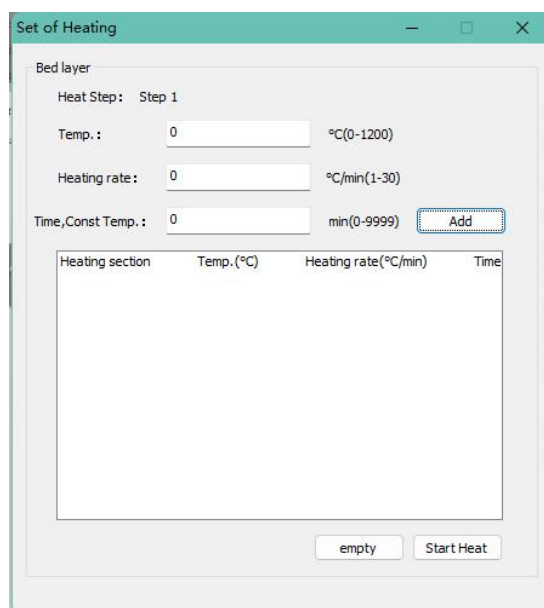 Set of Heating
Bed layer
Heat Step: Step 1
Temp.: 0 °C(0-1200)
Heating rate: 0 °C/min(1-30)
Time,Const Temp.: 0 min(0-9999) Add
Heating section Temp.(°C) Heating rate(°C/min) Time
empty Start Heat